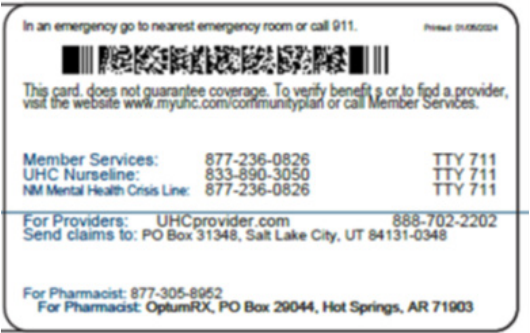 In an emergency go to nearest emergency room or call 911. Printed: 01/05/2024
This card. does not guarantee coverage. To verify benefit s or to find a.provider,
visit the website www.myuhc.com/communityplan or call Member Services.
Member Services: 877-236-0826 TTY 711
UHC Nurseline: 833-890-3050 TTY 711
NM Mental Health Crisis Line: 877-236-0826 TTY 711
For Providers: UHCprovider.com 888-702-2202
Send claims to: PO Box 31348, Salt Lake City, UT 84131-0348
For Pharmacist: 877-305-8952
For Pharmacist: OptumRX, PO Box 29044, Hot Springs, AR 71903